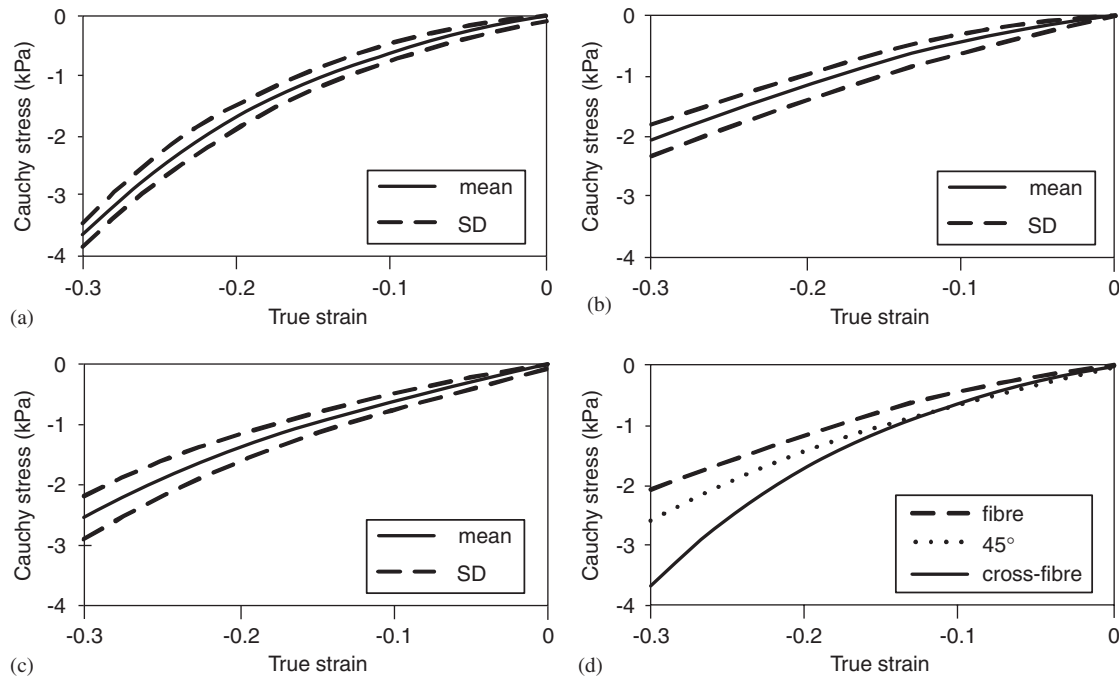 0
-1
-2
-3
-4
Cauchy stress (kPa)
mean
SD
-0.3
-0.2
-0.1
0
True strain
(a)
0
-1
-2
-3
-4
Cauchy stress (kPa)
mean
SD
-0.3
-0.2
-0.1
0
True strain
(b)
0
-1
-2
-3
-4
Cauchy stress (kPa)
mean
SD
-0.3
-0.2
-0.1
0
True strain
(c)
0
-1
-2
-3
-4
Cauchy stress (kPa)
fibre
45°
cross-fibre
-0.3
-0.2
-0.1
0
True strain
(d)